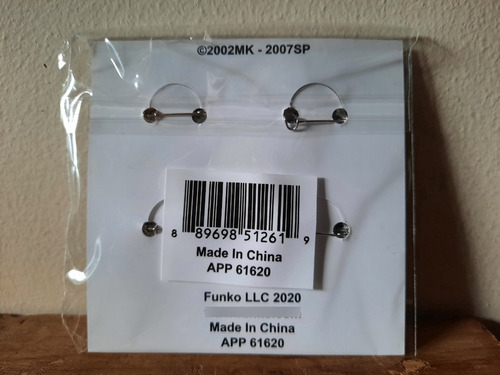 ©2002MK - 2007SP
8 89698 51261 9
Made In China
APP 61620
Funko LLC 2020
Made In China
APP 61620